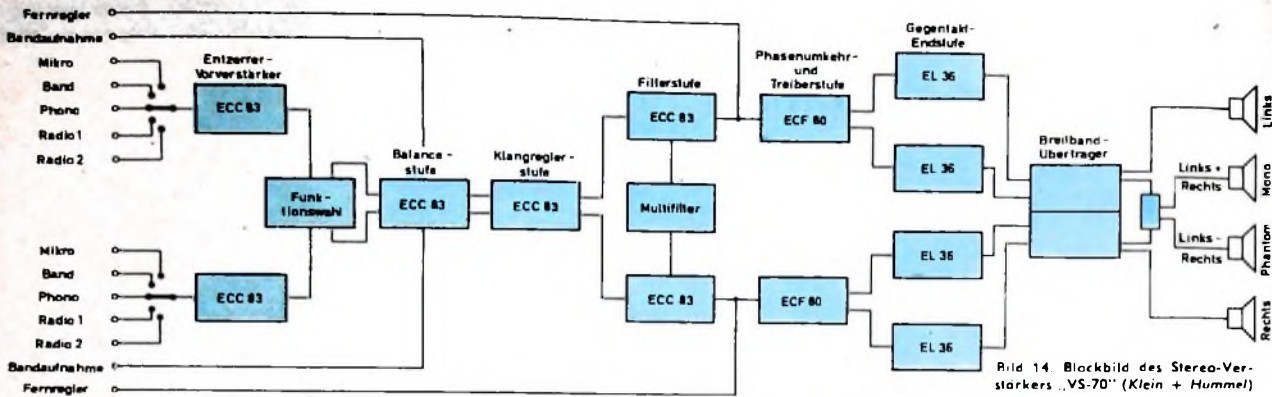 Fernregler
Bandaufnahme
Mikro
Band
Phono
Radio 1
Radio 2
Entzerrer-
Vorverstärker
ECC 83
Funk-
tionswahl
Balance-
stufe
ECC 83
Klangregler-
stufe
ECC 83
Filterstufe
ECC 83
Multifilter
ECC 83
Phasenumkehr-
und
Treiberstufe
ECF 80
ECF 80
Gegentakt-
Endstufe
EL 36
EL 36
EL 36
EL 36
Breitband-
Übertrager
Links +
Rechts
Links -
Rechts
Links
Mono
Phantom
Rechts
Mikro
Band
Phono
Radio 1
Radio 2
ECC 83
Bandaufnahme
Fernregler
Bild 14. Blockbild des Stereo-Ver-
stärkers „VS-70" (Klein + Hummel)